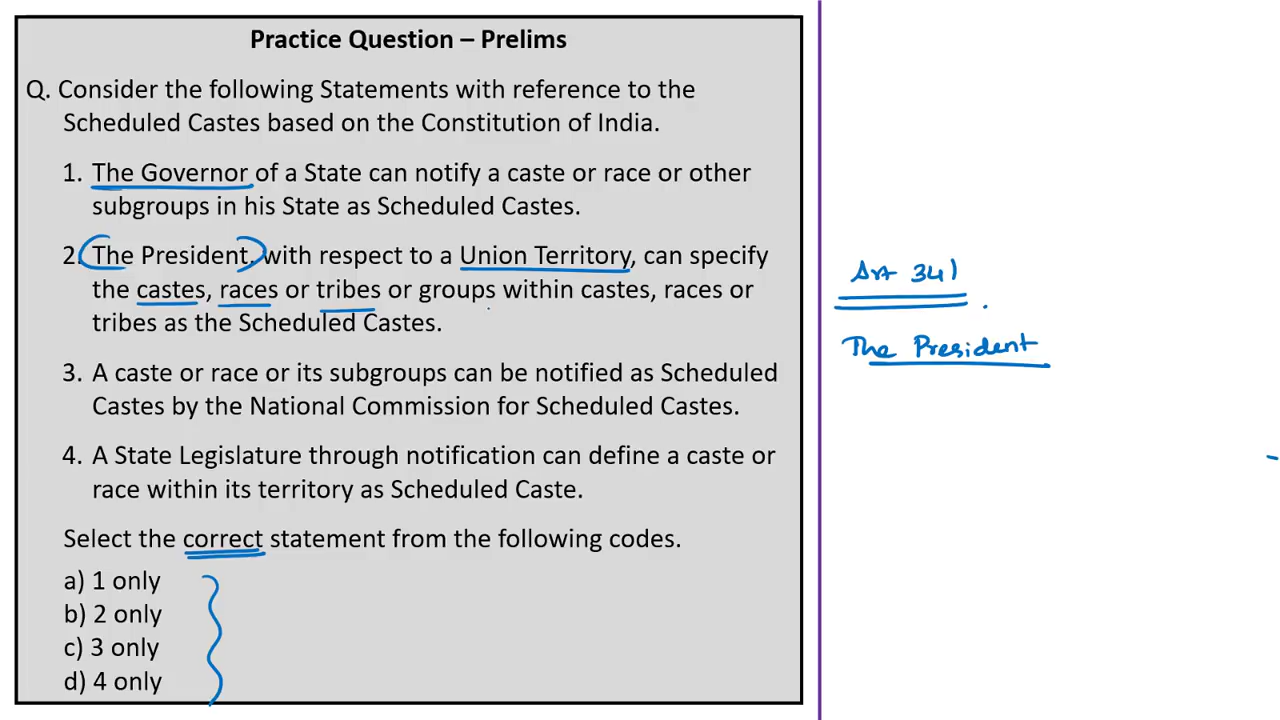 Practice Question – Prelims
Q. Consider the following Statements with reference to the
Scheduled Castes based on the Constitution of India.
1. The Governor of a State can notify a caste or race or other
subgroups in his State as Scheduled Castes.
2. The President, with respect to a Union Territory, can specify
the castes, races or tribes or groups within castes, races or
tribes as the Scheduled Castes.
3. A caste or race or its subgroups can be notified as Scheduled
Castes by the National Commission for Scheduled Castes.
4. A State Legislature through notification can define a caste or
race within its territory as Scheduled Caste.
Select the correct statement from the following codes.
a) 1 only
b) 2 only
c) 3 only
d) 4 only
Art 341
The President